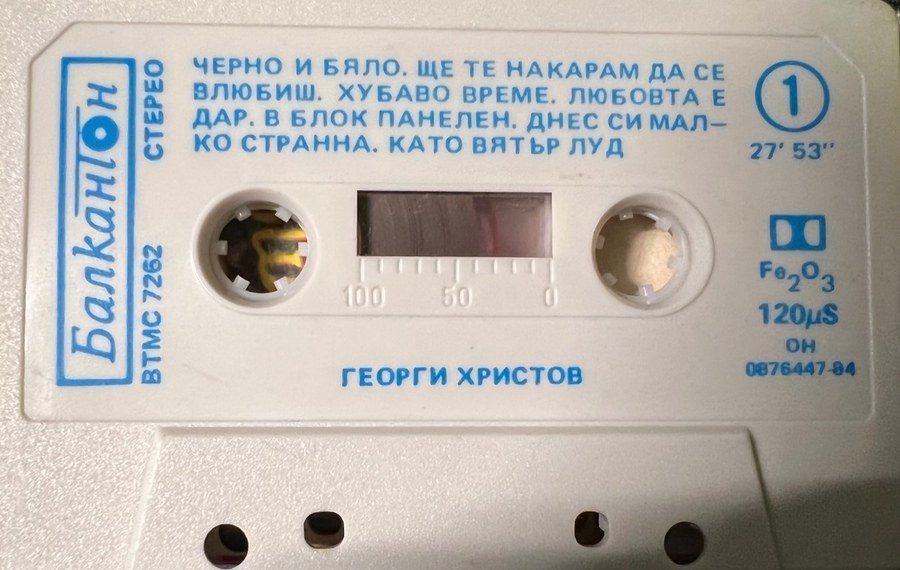 Балкантон
СТЕРЕО
ВТМС 7262
ЧЕРНО И БЯЛО. ЩЕ ТЕ НАКАРАМ ДА СЕ
ВЛЮБИШ. ХУБАВО ВРЕМЕ. ЛЮБОВТА Е
ДАР. В БЛОК ПАНЕЛЕН. ДНЕС СИ МАЛ–
КО СТРАННА. КАТО ВЯТЪР ЛУД
1
27' 53"
100 50 0
Fe2O3
120µS
ОН
0876447-84
ГЕОРГИ ХРИСТОВ